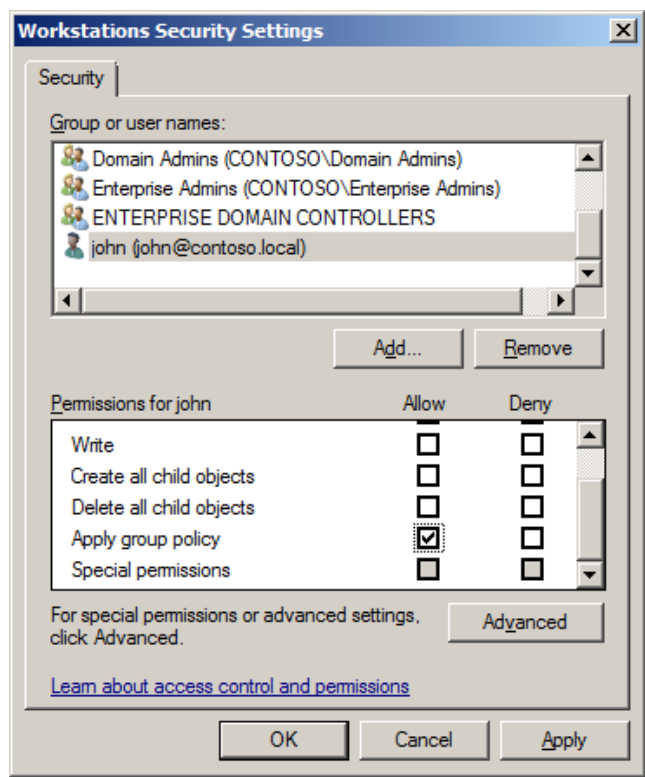 Workstations Security Settings
Security
Group or user names:
Domain Admins (CONTOSO\Domain Admins)
Enterprise Admins (CONTOSO\Enterprise Admins)
ENTERPRISE DOMAIN CONTROLLERS
john (john@contoso.local)
Add... Remove
Permissions for john Allow Deny
Write
Create all child objects
Delete all child objects
Apply group policy
Special permissions
For special permissions or advanced settings,
click Advanced.
Advanced
Learn about access control and permissions
OK Cancel Apply